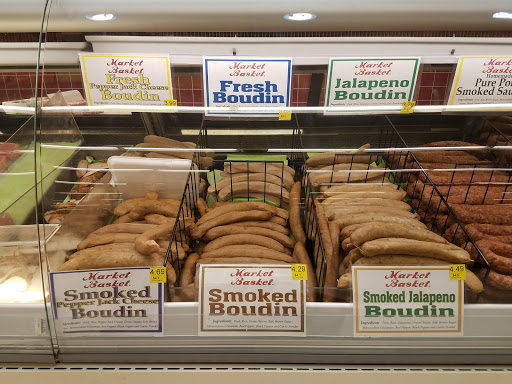 Market Basket
Fresh
Pepper Jack Cheese
Boudin
Market Basket
Fresh
Boudin
Market Basket
Jalapeno
Boudin
Market Basket
Homemade
Pure Po
Smoked Sau
Market Basket
Smoked
Pepper Jack Cheese
Boudin
4.69
Market Basket
Smoked
Boudin
4.29
Market Basket
Smoked Jalapeno
Boudin
4.49